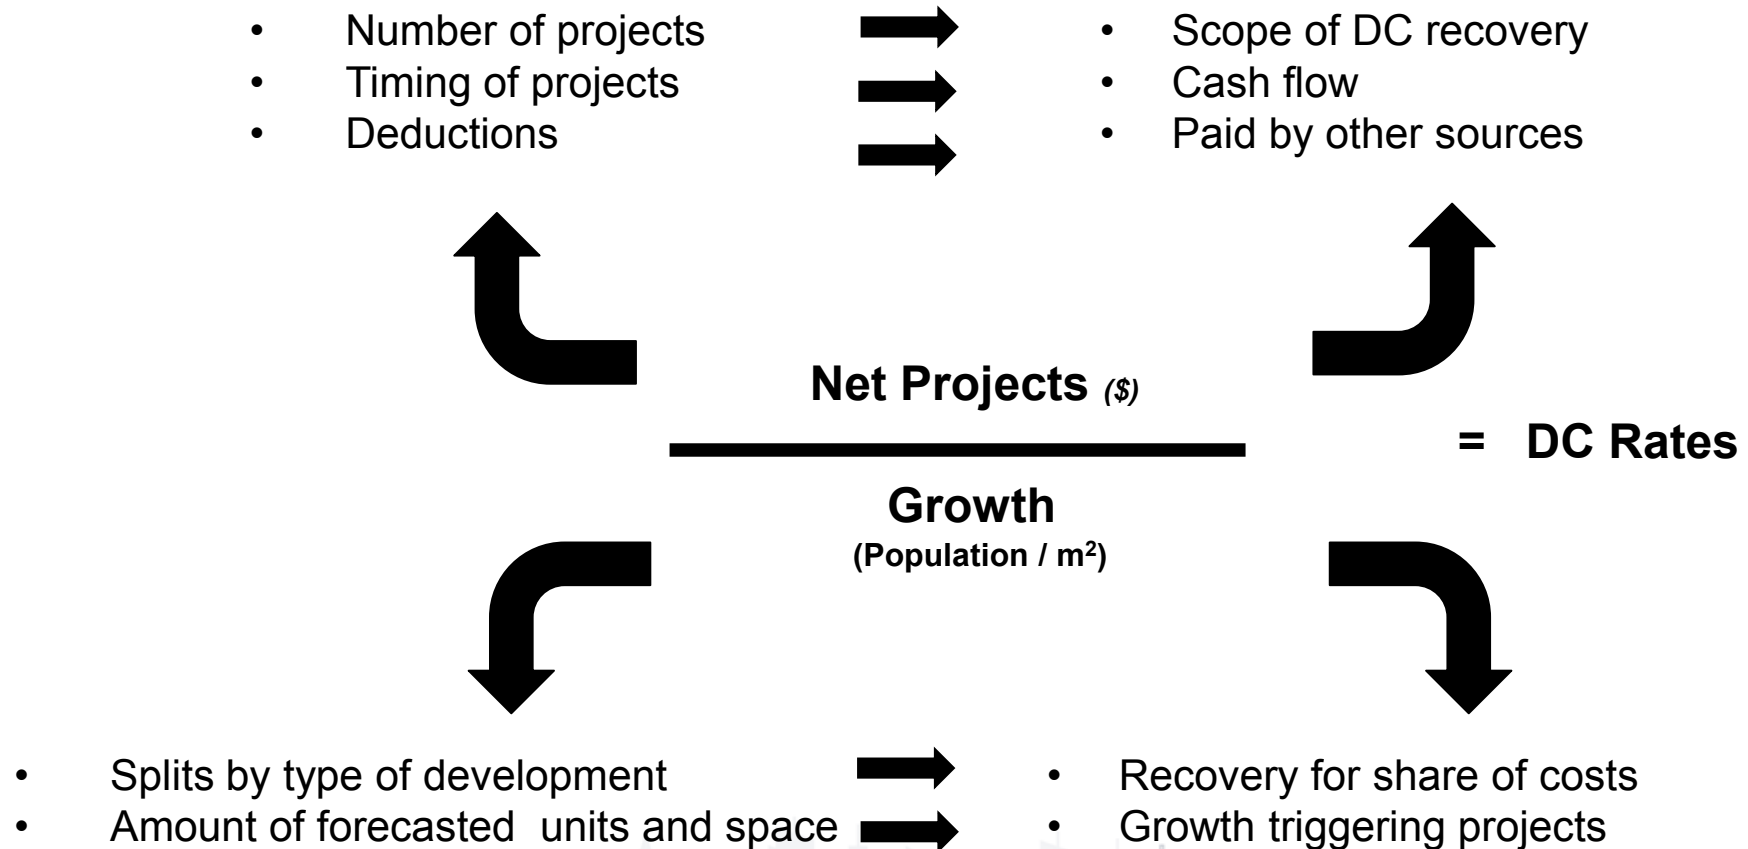 • Number of projects
• Timing of projects
• Deductions
• Scope of DC recovery
• Cash flow
• Paid by other sources
Net Projects ($)
Growth
(Population / m²)
= DC Rates
• Splits by type of development
• Amount of forecasted units and space
• Recovery for share of costs
• Growth triggering projects